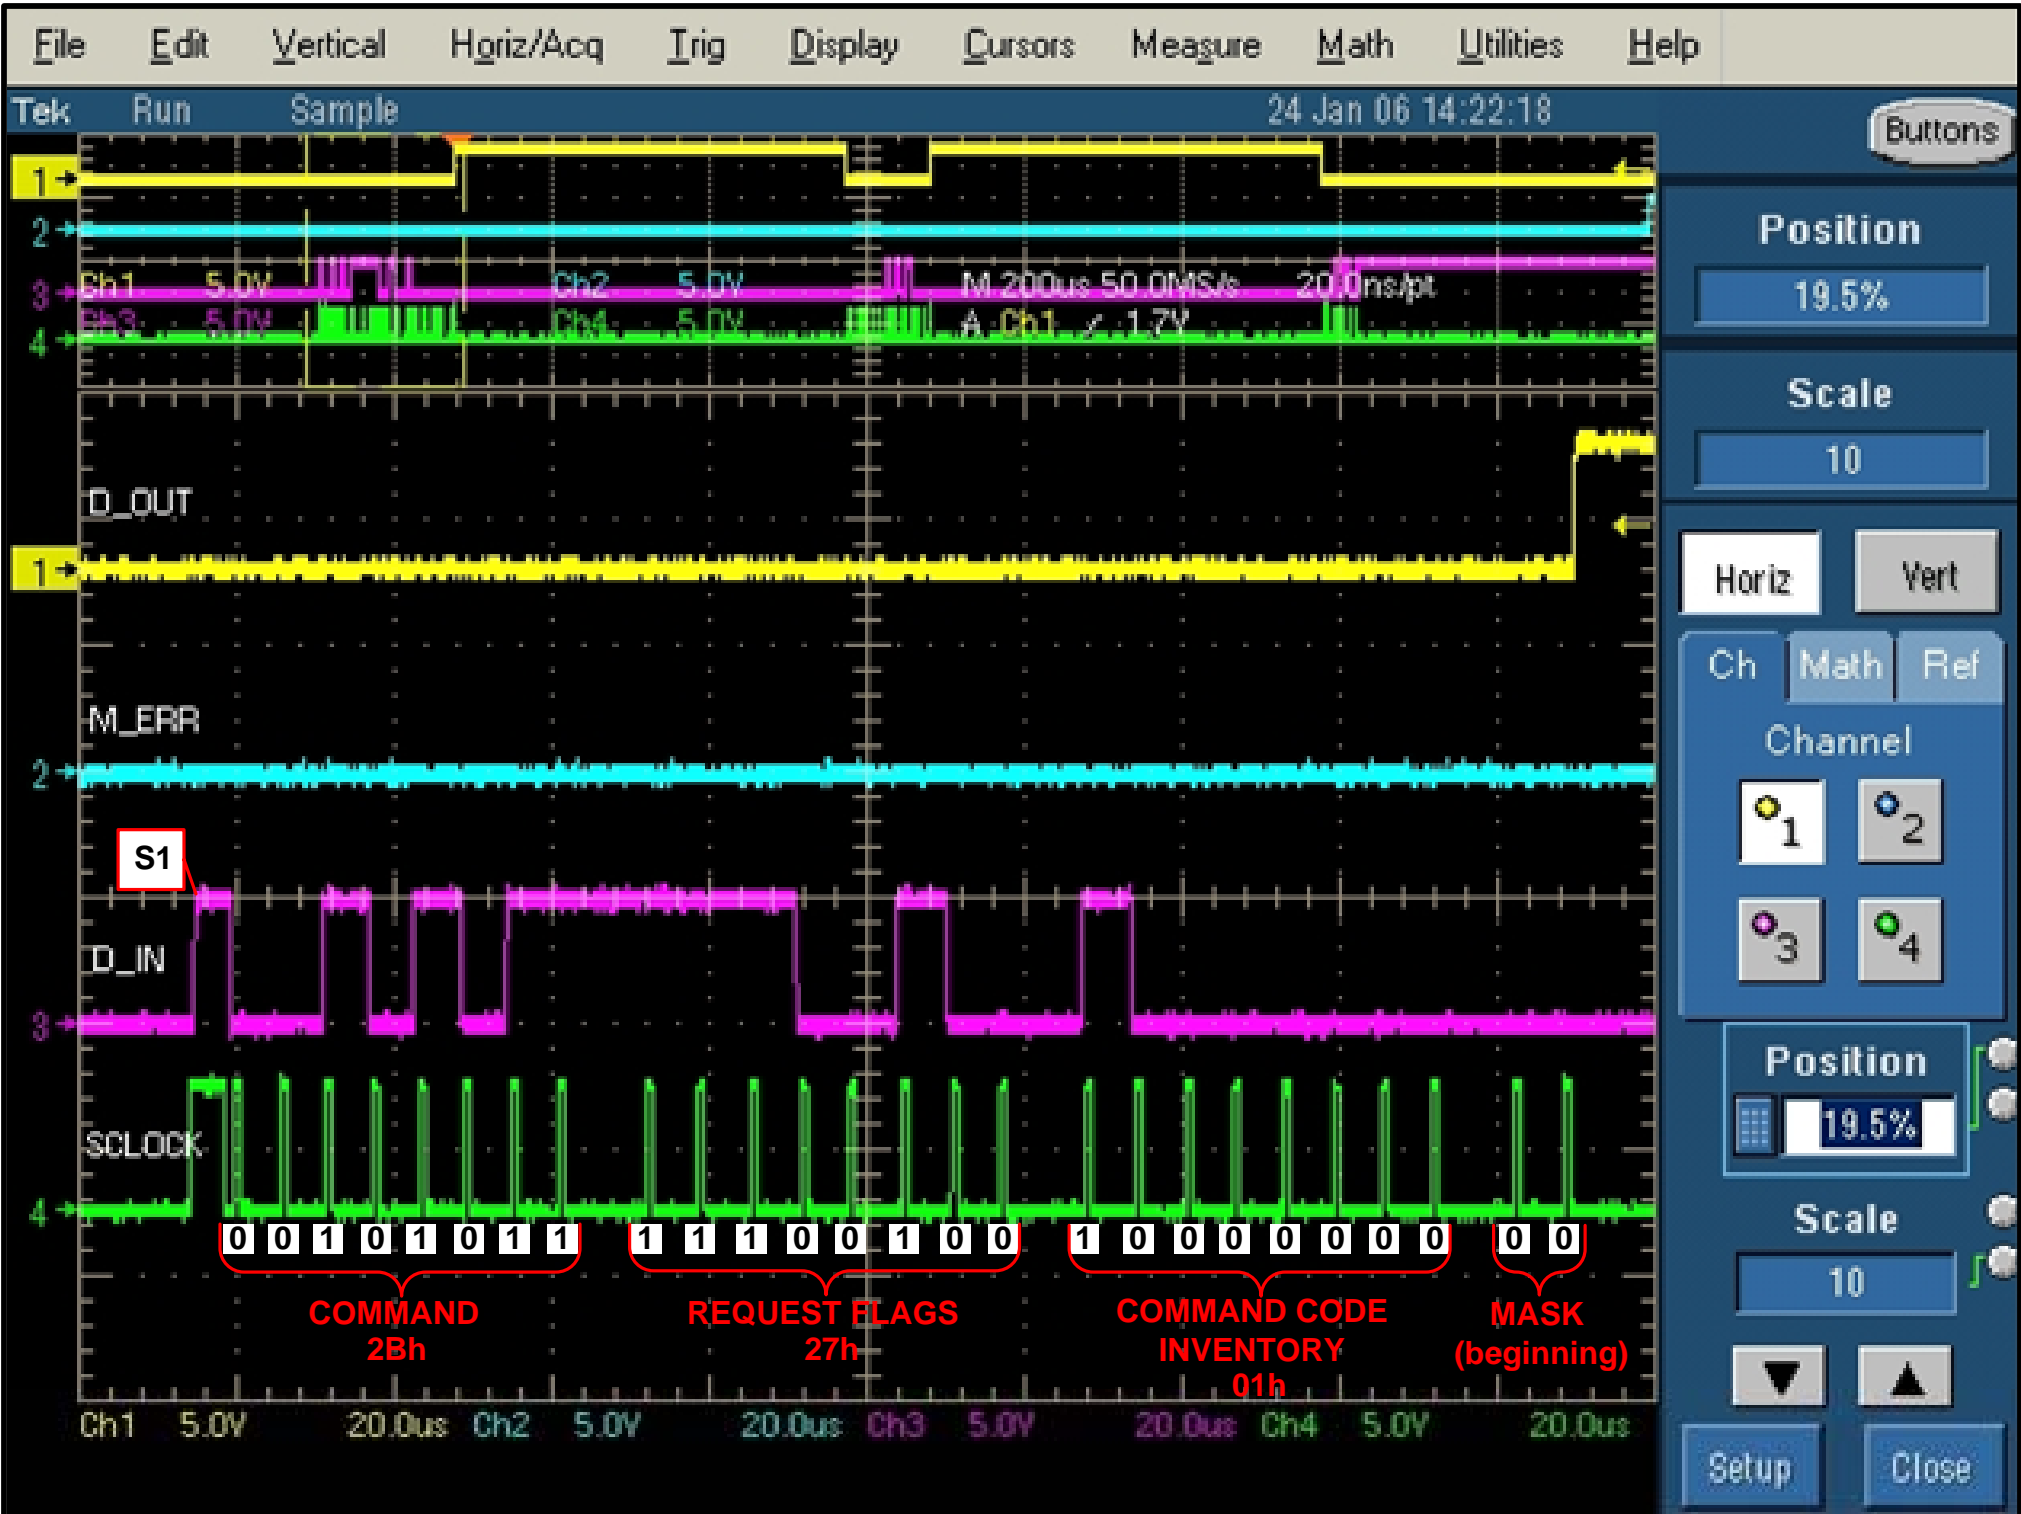 File Edit Vertical Horiz/Acq Trig Display Cursors Measure Math Utilities Help
Tek Run Sample 24 Jan 06 14:22:18
Buttons
1
2
3
4
Ch1 5.0V Ch2 5.0V M 200us 50.0MS/s 20.0ns/pt
Ch3 5.0V Ch4 5.0V A Ch1 / 1.7V
Position
19.5%
Scale
10
D_OUT
1
Horiz Vert
Ch Math Ref
M_ERR
2
Channel
1 2
3 4
S1
D_IN
3
SCLOCK
4
Position
19.5%
Scale
10
0 0 1 0 1 0 1 1 1 1 1 0 0 1 0 0 1 0 0 0 0 0 0 0 0 0
COMMAND
2Bh
REQUEST FLAGS
27h
COMMAND CODE
INVENTORY
01h
MASK
(beginning)
Ch1 5.0V 20.0us Ch2 5.0V 20.0us Ch3 5.0V 20.0us Ch4 5.0V 20.0us
Setup Close